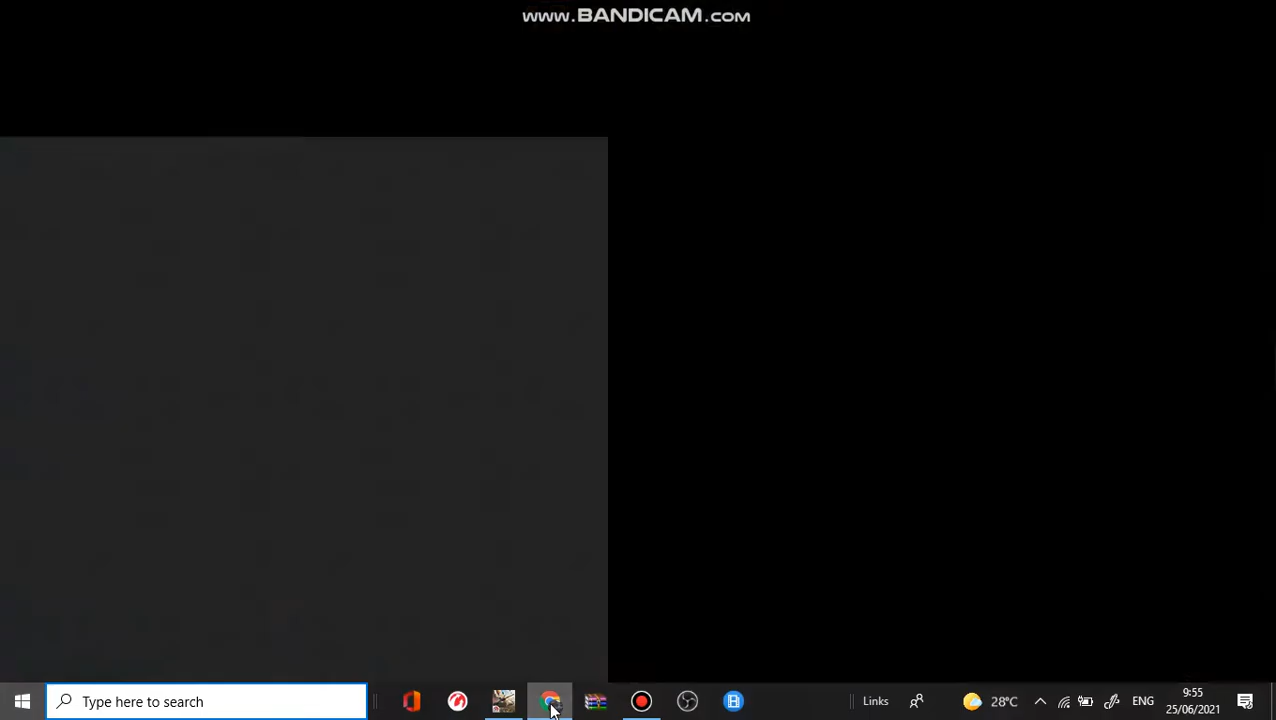 www.BANDICAM.com
Type here to search
Links
28°C
ENG
9:55
25/06/2021